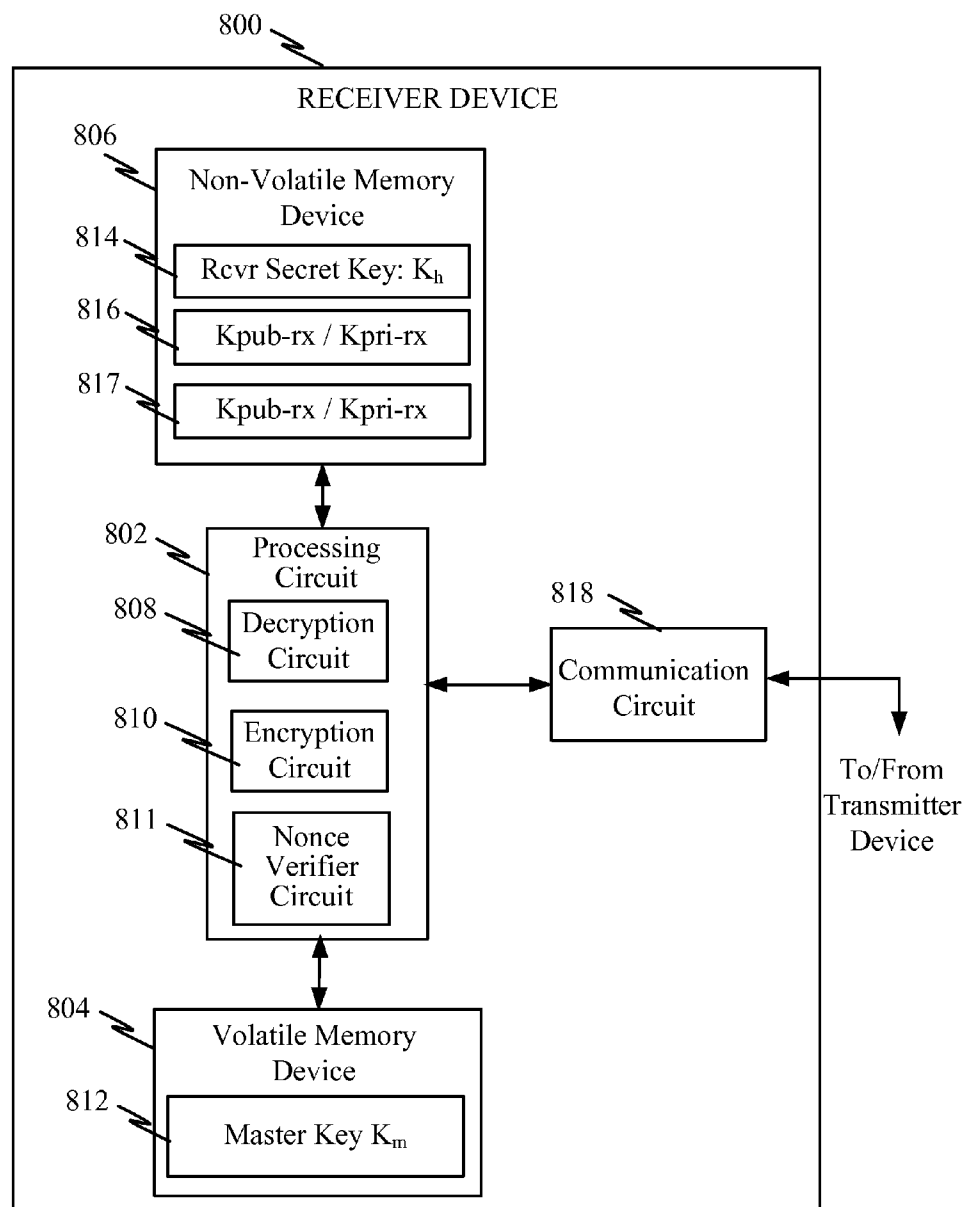 800
RECEIVER DEVICE
806
Non-Volatile Memory
Device
814
Rcvr Secret Key: Kh
816
Kpub-rx / Kpri-rx
817
Kpub-rx / Kpri-rx
802
Processing
Circuit
808
Decryption
Circuit
810
Encryption
Circuit
811
Nonce
Verifier
Circuit
818
Communication
Circuit
To/From
Transmitter
Device
804
Volatile Memory
Device
812
Master Key Km